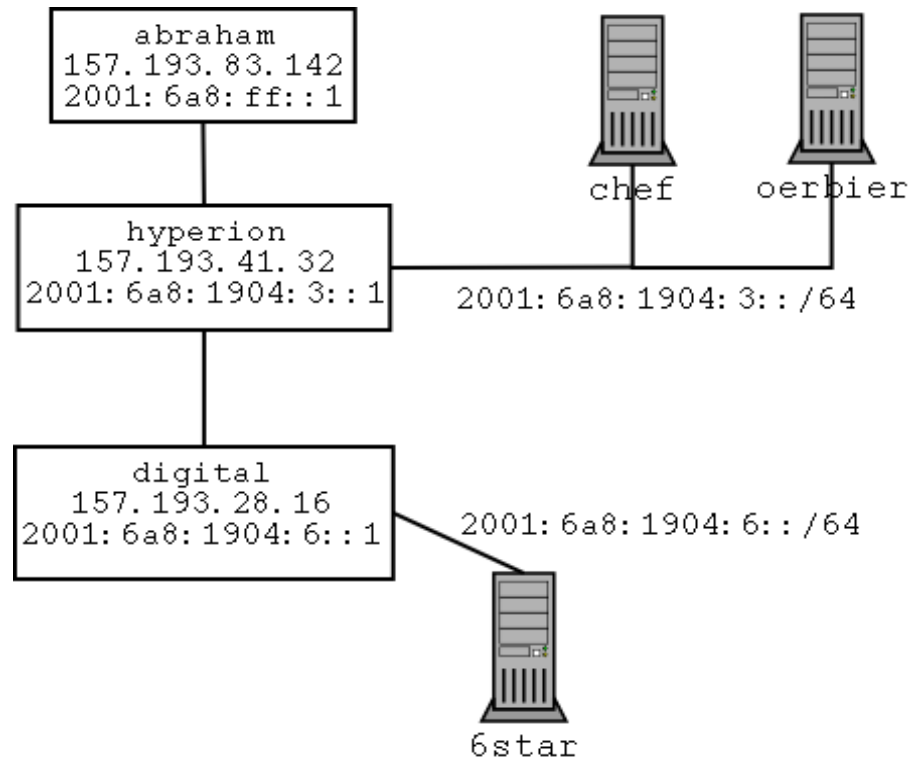 abraham
157.193.83.142
2001:6a8:ff::1
chef
oerbier
hyperion
157.193.41.32
2001:6a8:1904:3::1
2001:6a8:1904:3::/64
digital
157.193.28.16
2001:6a8:1904:6::1
2001:6a8:1904:6::/64
6star